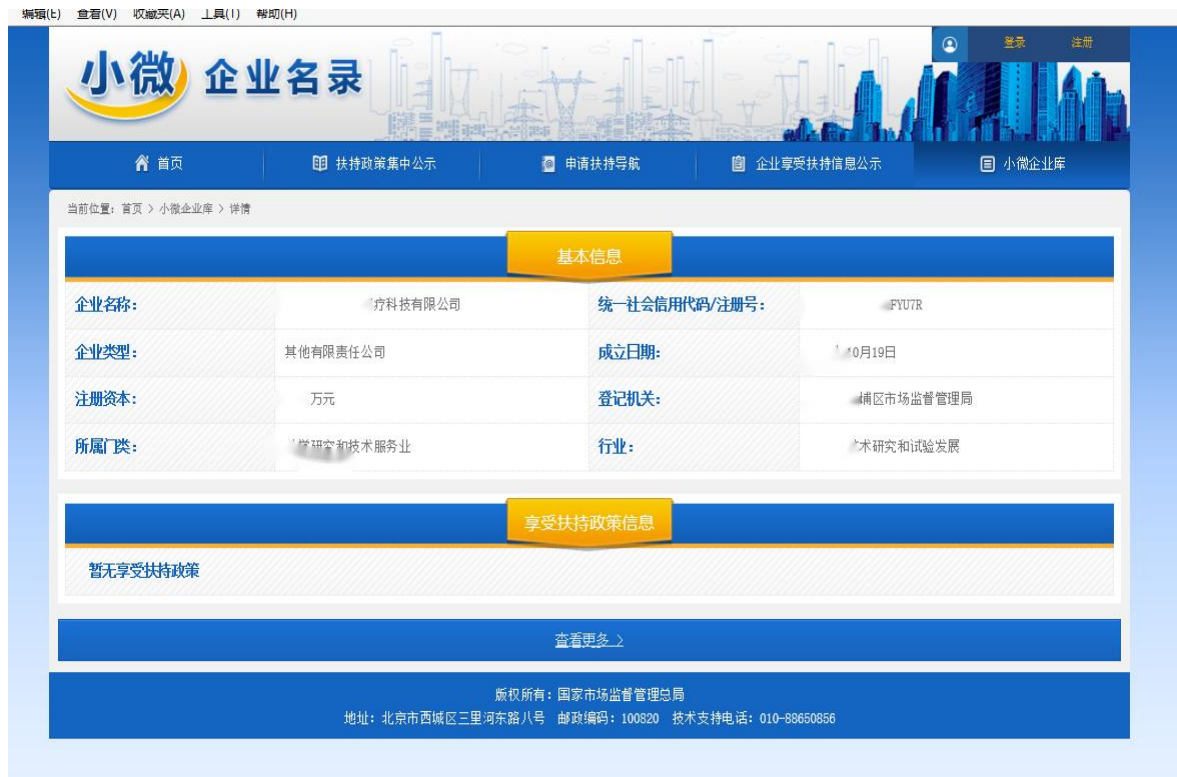 编辑(E) 查看(V) 收藏夹(A) 工具(T) 帮助(H)
小微 企业名录
登录 注册
首页 扶持政策集中公示 申请扶持导航 企业享受扶持信息公示 小微企业库
当前位置：首页 > 小微企业库 > 详情
基本信息
企业名称： 疗科技有限公司 统一社会信用代码/注册号： FYU7R
企业类型： 其他有限责任公司 成立日期： 10月19日
注册资本： 万元 登记机关： 埔区市场监督管理局
所属门类： 学研究和技术服务业 行业： 术研究和试验发展
享受扶持政策信息
暂无享受扶持政策
查看更多 >
版权所有：国家市场监督管理总局
地址：北京市西城区三里河东路八号 邮政编码：100820 技术支持电话：010-88650856